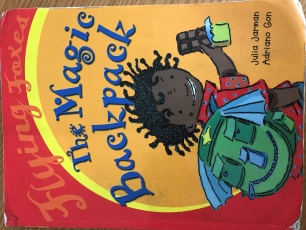 Flying Foxes
The Magic
Backpack
Julia Jarman
Adriano Gon